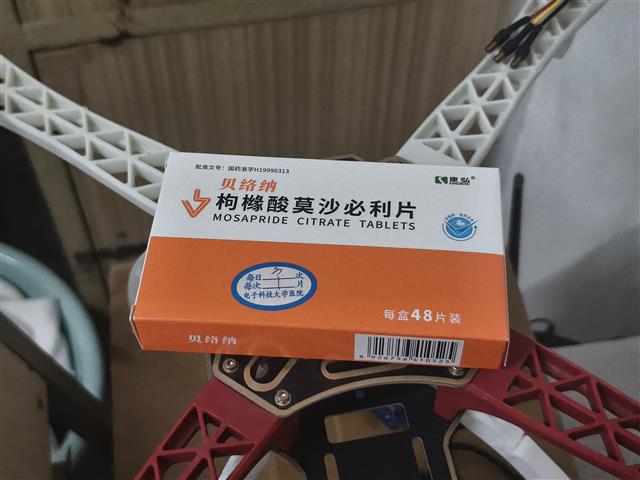 批准文号：国药准字H19990313
康弘
贝络纳
枸橼酸莫沙必利片
MOSAPRIDE CITRATE TABLETS
每日 3 次
每次 片
电子科技大学医院
每盒48片装
贝络纳
6 926756 410525